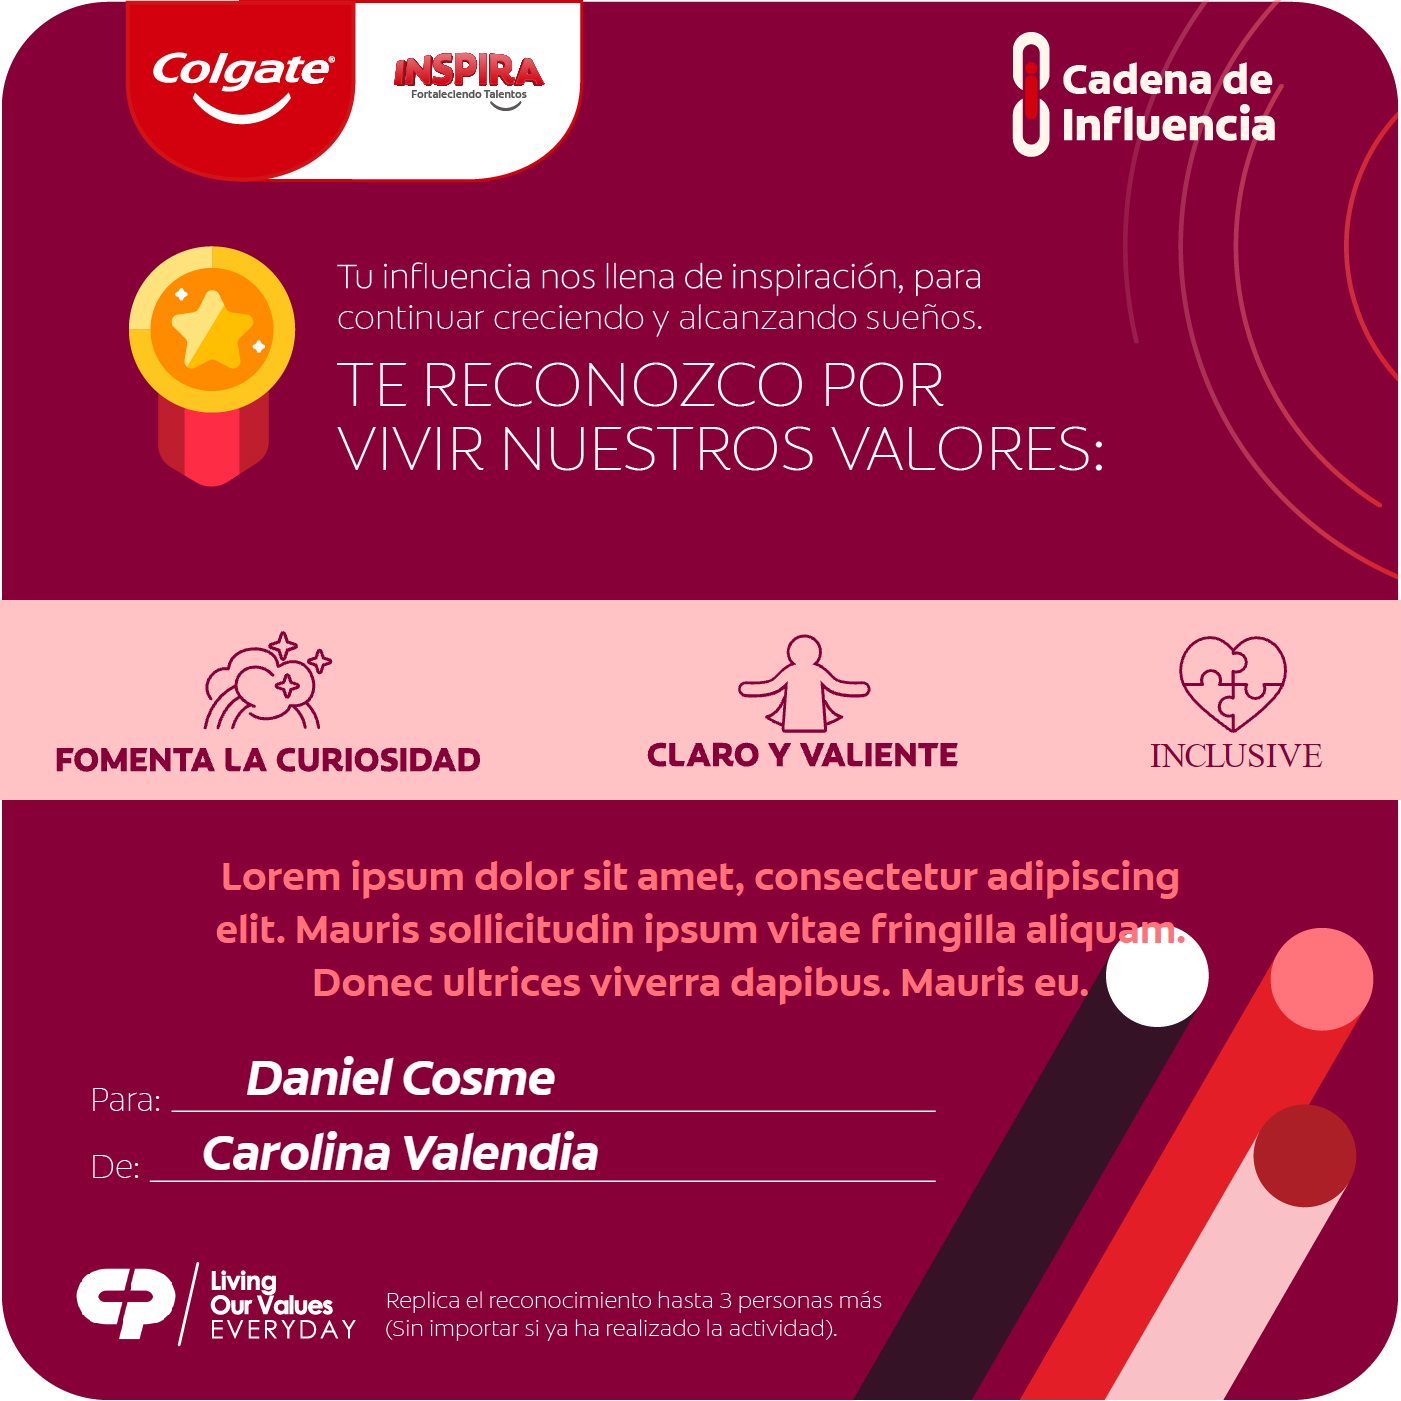 Colgate®
INSPIRA
Fortaleciendo Talentos
Cadena de
Influencia
Tu influencia nos llena de inspiración, para
continuar creciendo y alcanzando sueños.
TE RECONOZCO POR
VIVIR NUESTROS VALORES:
FOMENTA LA CURIOSIDAD
CLARO Y VALIENTE
INCLUSIVE
Lorem ipsum dolor sit amet, consectetur adipiscing
elit. Mauris sollicitudin ipsum vitae fringilla aliquam.
Donec ultrices viverra dapibus. Mauris eu.
Para: Daniel Cosme
De: Carolina Valendia
CP
Living
Our Values
EVERYDAY
Replica el reconocimiento hasta 3 personas más
(Sin importar si ya ha realizado la actividad).